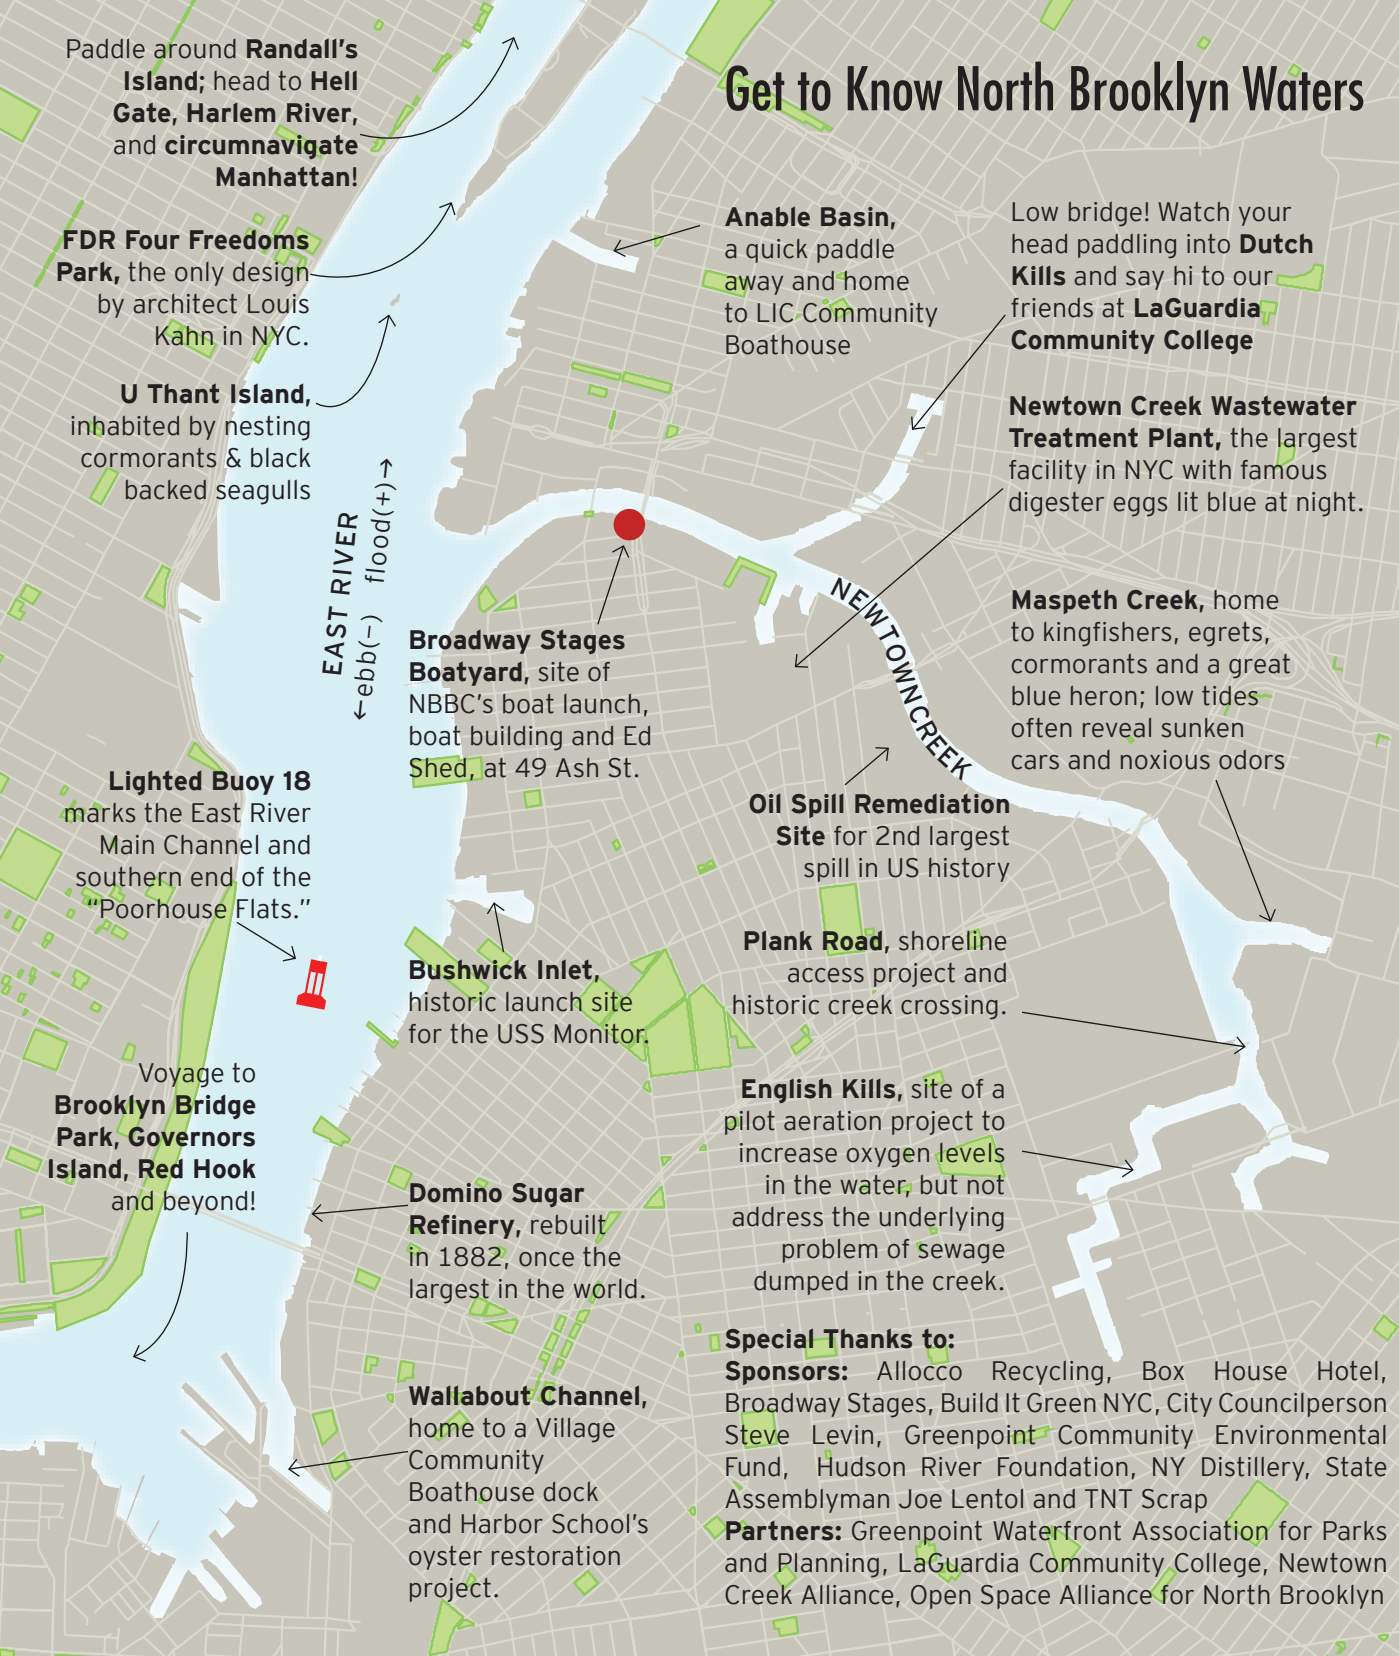 Get to Know North Brooklyn Waters
Paddle around Randall’s
Island; head to Hell
Gate, Harlem River,
and circumnavigate
Manhattan!
FDR Four Freedoms
Park, the only design
by architect Louis
Kahn in NYC.
U Thant Island,
inhabited by nesting
cormorants & black
backed seagulls
Anable Basin,
a quick paddle
away and home
to LIC Community
Boathouse
Low bridge! Watch your
head paddling into Dutch
Kills and say hi to our
friends at LaGuardia
Community College
Newtown Creek Wastewater
Treatment Plant, the largest
facility in NYC with famous
digester eggs lit blue at night.
EAST RIVER
←ebb(−) flood(+)→
NEWTOWN CREEK
Broadway Stages
Boatyard, site of
NBBC’s boat launch,
boat building and Ed
Shed, at 49 Ash St.
Maspeth Creek, home
to kingfishers, egrets,
cormorants and a great
blue heron; low tides
often reveal sunken
cars and noxious odors
Lighted Buoy 18
marks the East River
Main Channel and
southern end of the
“Poorhouse Flats.”
Oil Spill Remediation
Site for 2nd largest
spill in US history
Plank Road, shoreline
access project and
historic creek crossing.
Bushwick Inlet,
historic launch site
for the USS Monitor.
Voyage to
Brooklyn Bridge
Park, Governors
Island, Red Hook
and beyond!
English Kills, site of a
pilot aeration project to
increase oxygen levels
in the water, but not
address the underlying
problem of sewage
dumped in the creek.
Domino Sugar
Refinery, rebuilt
in 1882, once the
largest in the world.
Wallabout Channel,
home to a Village
Community
Boathouse dock
and Harbor School’s
oyster restoration
project.
Special Thanks to:
Sponsors: Allocco Recycling, Box House Hotel,
Broadway Stages, Build It Green NYC, City Councilperson
Steve Levin, Greenpoint Community Environmental
Fund, Hudson River Foundation, NY Distillery, State
Assemblyman Joe Lentol and TNT Scrap
Partners: Greenpoint Waterfront Association for Parks
and Planning, LaGuardia Community College, Newtown
Creek Alliance, Open Space Alliance for North Brooklyn